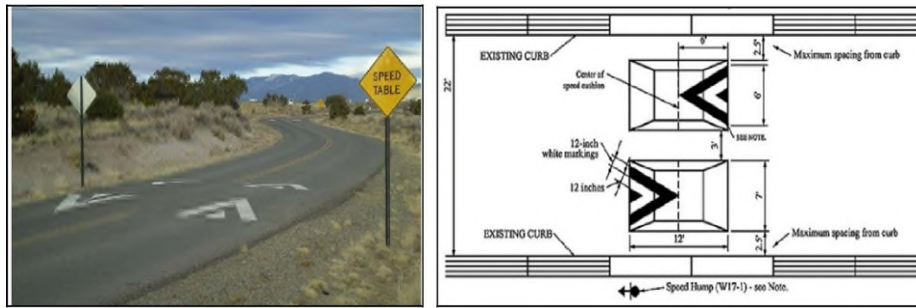 SPEED
TABLE
6'
2.5'
EXISTING CURB
Maximum spacing from curb
Center of
speed cushion
22'
6'
SEE NOTE.
3'
12-inch
white markings
12 inches
7'
EXISTING CURB
12'
2.5'
Maximum spacing from curb
Speed Hump (W17-1) - see Note.